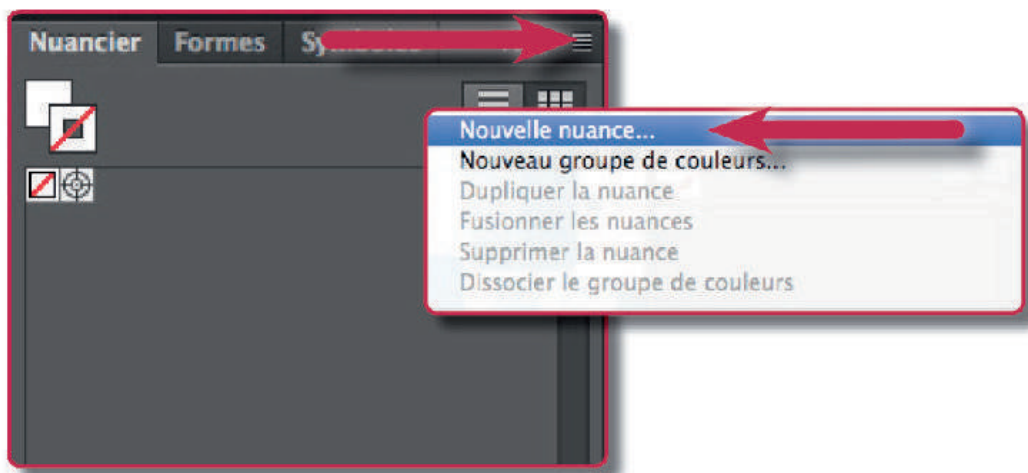 Nuancier Formes
Nouvelle nuance...
Nouveau groupe de couleurs...
Dupliquer la nuance
Fusionner les nuances
Supprimer la nuance
Dissocier le groupe de couleurs